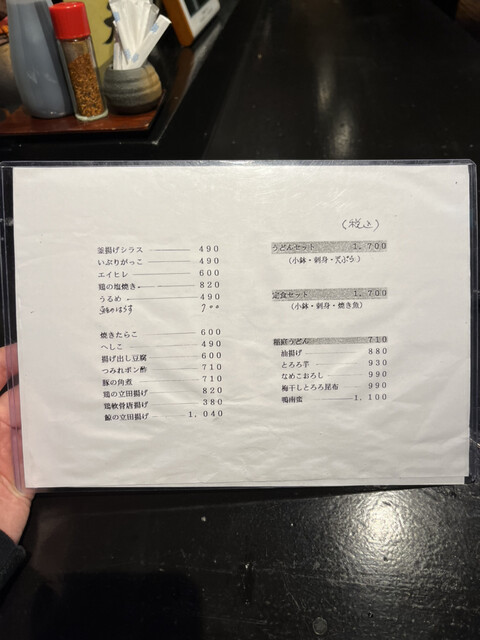 釜揚げシラス 490
いぶりがっこ 490
エイヒレ 600
鶏の塩焼き 820
うるめ 490
鮭のはらす 700
焼きたらこ 600
へしこ 490
揚げ出し豆腐 600
つみれポン酢 710
豚の角煮 710
鶏の立田揚げ 820
鶏軟骨唐揚げ 380
鯨の立田揚げ 1,040
(税込)
うどんセット 1,700
(小鉢・刺身・天ぷら)
定食セット 1,700
(小鉢・刺身・焼き魚)
稲庭うどん 710
油揚げ 880
とろろ芋 930
なめこおろし 990
梅干しとろろ昆布 990
鴨南蛮 1,100